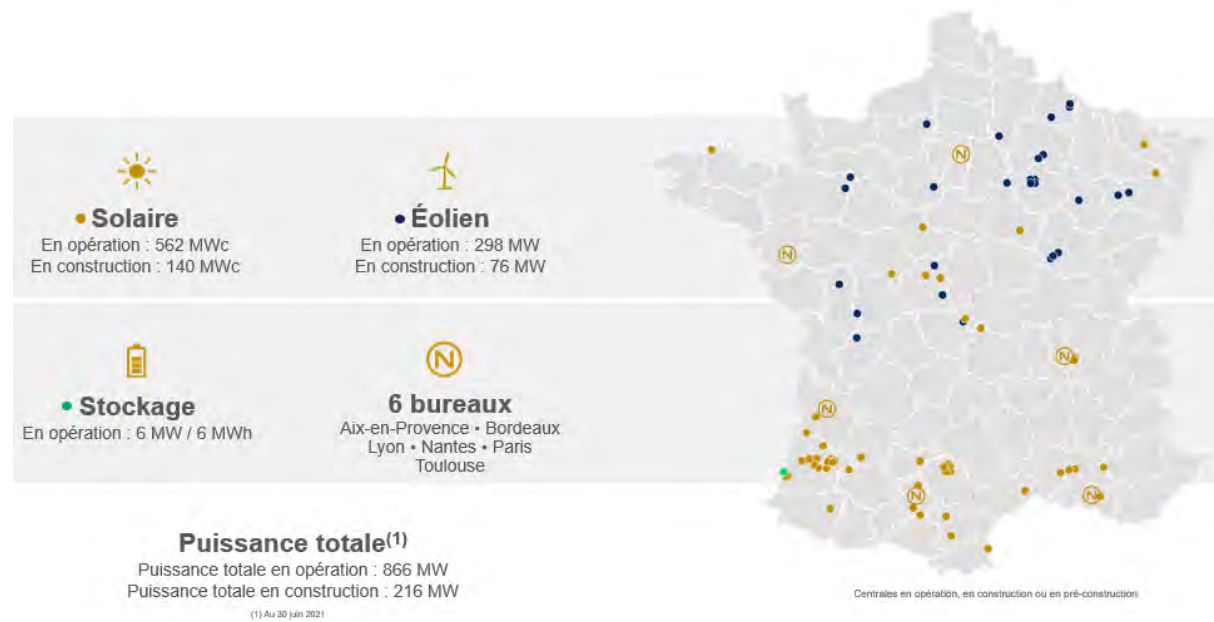 Solaire
En opération : 562 MWc
En construction : 140 MWc
Éolien
En opération : 298 MW
En construction : 76 MW
Stockage
En opération : 6 MW / 6 MWh
N
6 bureaux
Aix-en-Provence • Bordeaux
Lyon • Nantes • Paris
Toulouse
Puissance totale(1)
Puissance totale en opération : 866 MW
Puissance totale en construction : 216 MW
(1) Au 30 juin 2021
N
N
N
N
N
N
Centrales en opération, en construction ou en pré-construction